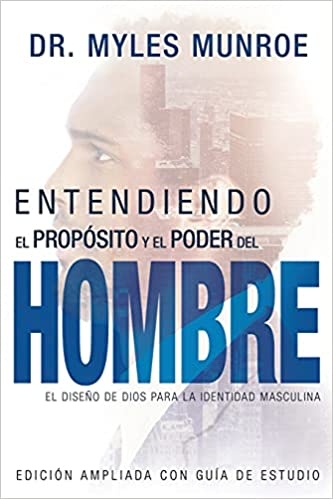 DR. MYLES MUNROE
ENTENDIENDO
EL PROPÓSITO Y EL PODER DEL
HOMBRE
EL DISEÑO DE DIOS PARA LA IDENTIDAD MASCULINA
EDICIÓN AMPLIADA CON GUÍA DE ESTUDIO